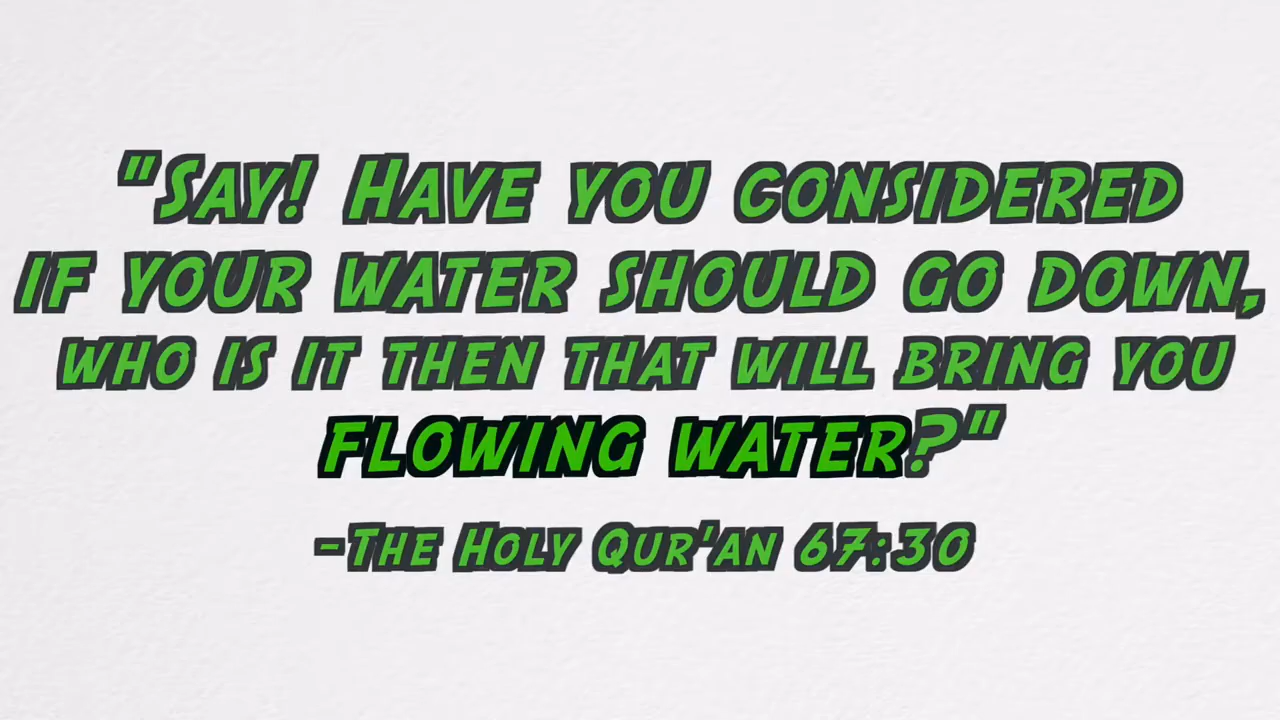 "Say! Have you considered
if your water should go down,
who is it then that will bring you
flowing water?"
-The Holy Qur'an 67:30